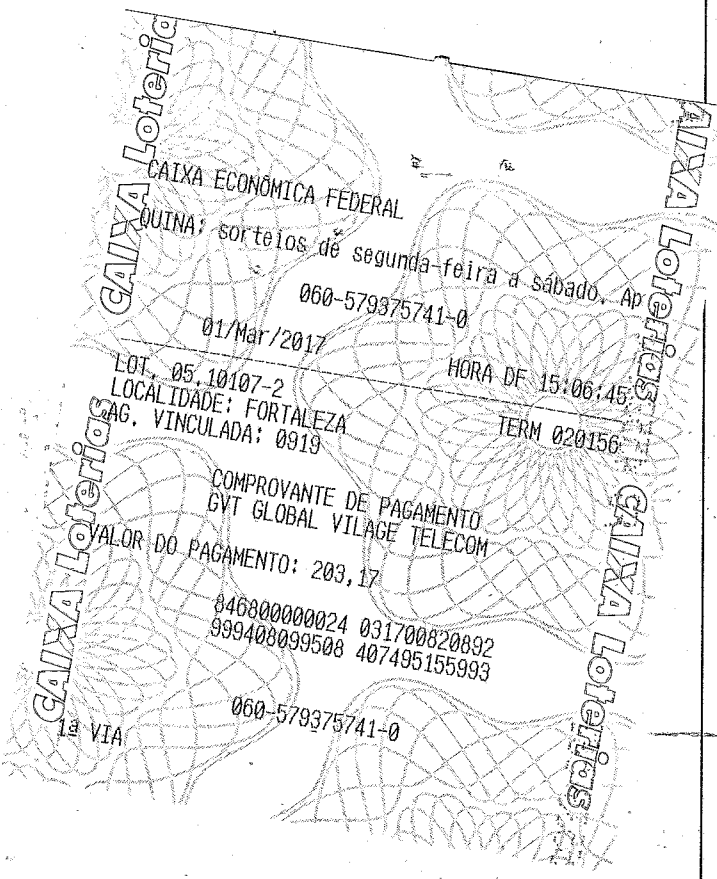 CAIXA Loterias
CAIXA ECONÔMICA FEDERAL
QUINA: sorteios de segunda-feira a sábado. Ap
060-579375741-0
01/Mar/2017
HORA DF 15:06:45
LOT. 05.10107-2
TERM 020156
LOCALIDADE: FORTALEZA
AG. VINCULADA: 0919
COMPROVANTE DE PAGAMENTO
GVT GLOBAL VILAGE TELECOM
VALOR DO PAGAMENTO: 203,17
846800000024 031700820892
999408099508 407495155993
060-579375741-0
1ª VIA
CAIXA Loterias
AIXA Loterias
CAIXA Loterias